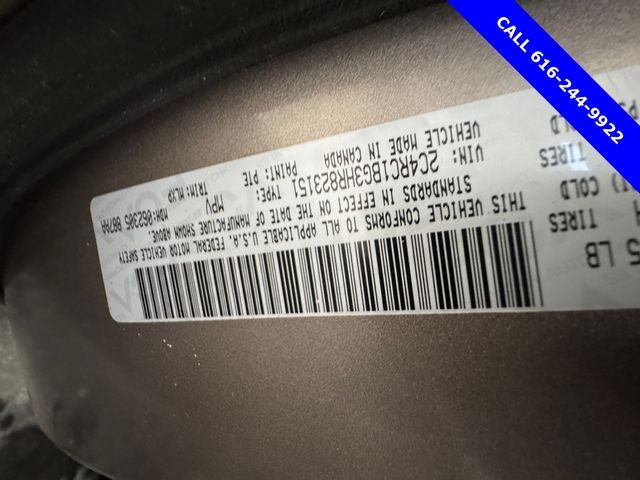 CALL 616-244-9922
5 LB
TIRES
COLD
TIRES
THIS VEHICLE CONFORMS TO ALL APPLICABLE U.S.A. FEDERAL MOTOR VEHICLE SAFETY
STANDARDS IN EFFECT ON THE DATE OF MANUFACTURE SHOWN ABOVE.
VIN: 2C4RC1BG3HR823151 TYPE: MPV MDH:
VEHICLE MADE IN CANADA PAINT: PTE TRIM: